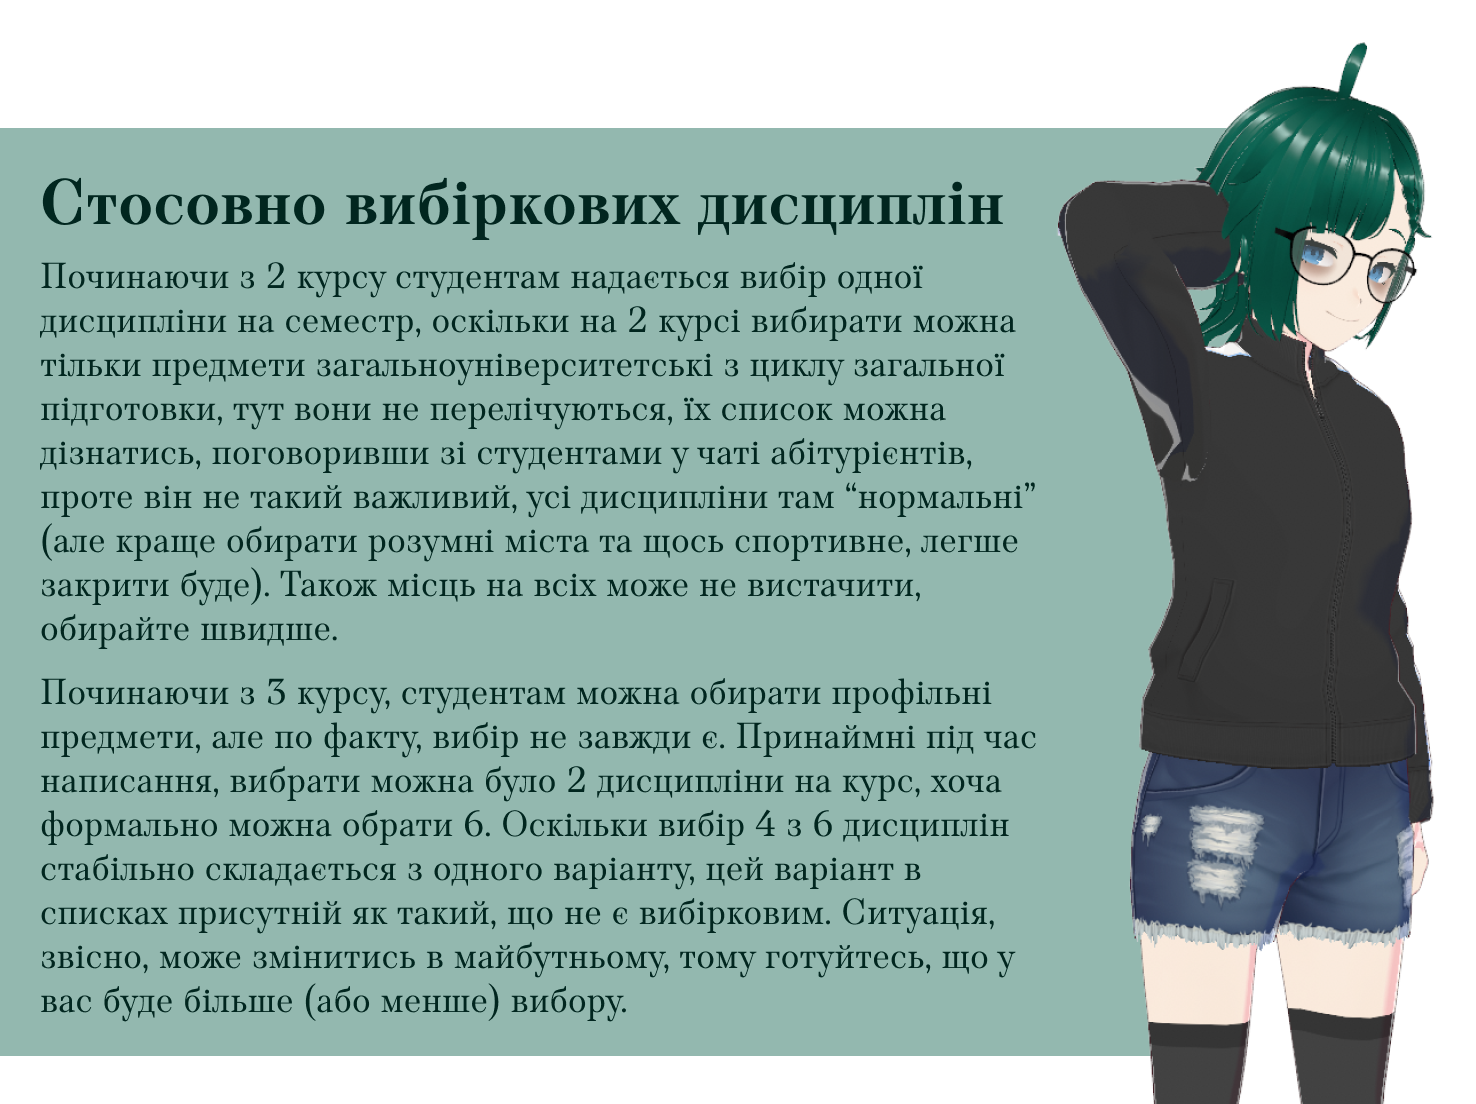 Стосовно вибіркових дисциплін
Починаючи з 2 курсу студентам надається вибір одної
дисципліни на семестр, оскільки на 2 курсі вибирати можна
тільки предмети загальноуніверситетські з циклу загальної
підготовки, тут вони не перелічуються, їх список можна
дізнатись, поговоривши зі студентами у чаті абітурієнтів,
проте він не такий важливий, усі дисципліни там “нормальні”
(але краще обирати розумні міста та щось спортивне, легше
закрити буде). Також місць на всіх може не вистачити,
обирайте швидше.
Починаючи з 3 курсу, студентам можна обирати профільні
предмети, але по факту, вибір не завжди є. Принаймні під час
написання, вибрати можна було 2 дисципліни на курс, хоча
формально можна обрати 6. Оскільки вибір 4 з 6 дисциплін
стабільно складається з одного варіанту, цей варіант в
списках присутній як такий, що не є вибірковим. Ситуація,
звісно, може змінитись в майбутньому, тому готуйтесь, що у
вас буде більше (або менше) вибору.